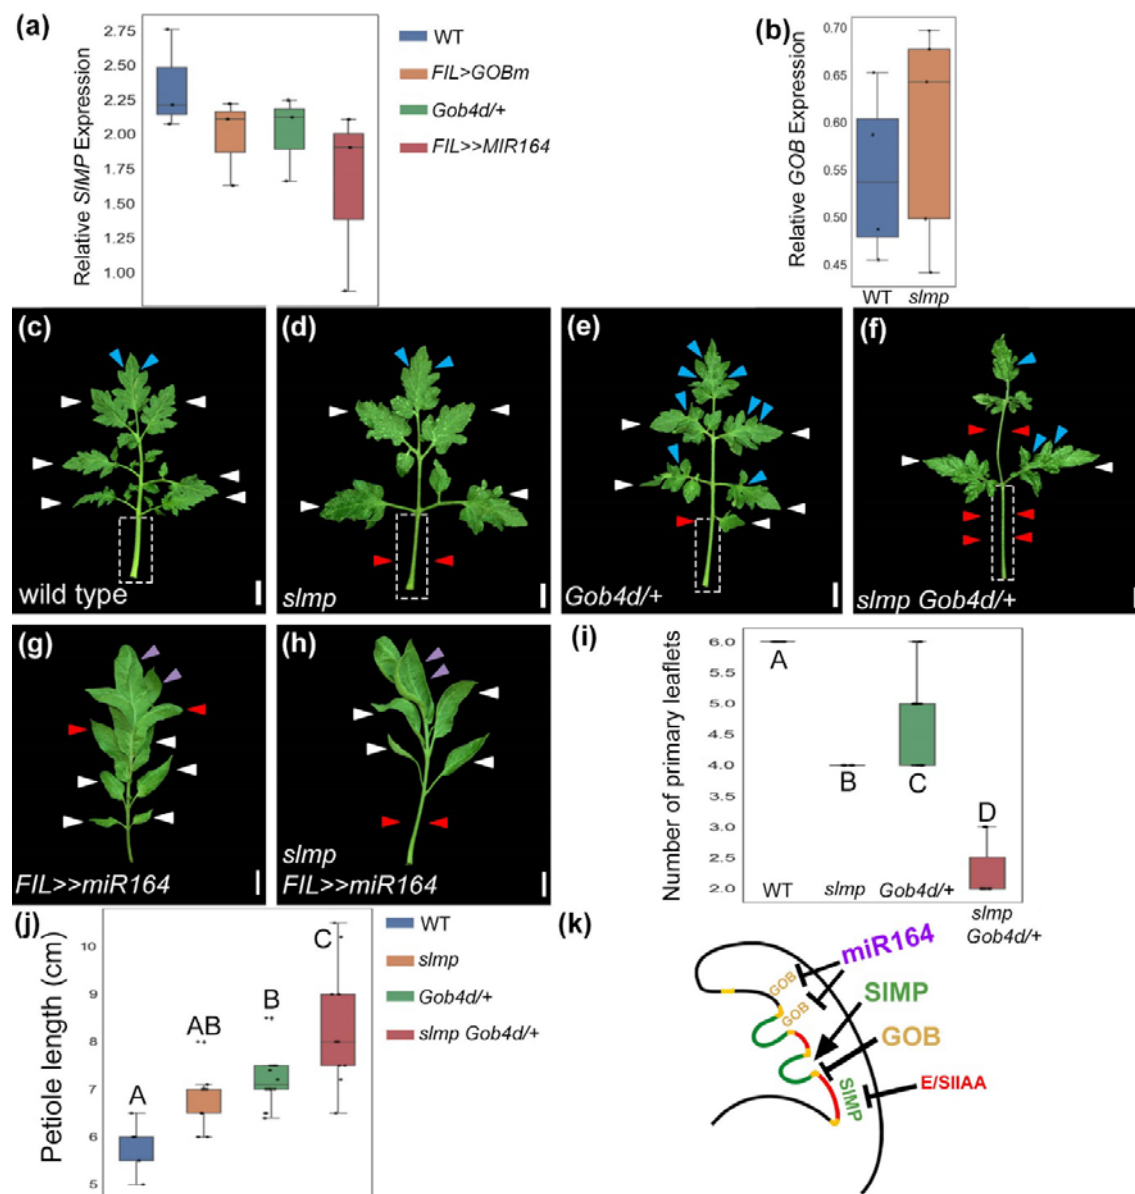 (a)
Relative SlMP Expression
2.75
2.50
2.25
2.00
1.75
1.50
1.25
1.00
WT
FIL>GOBm
Gob4d/+
FIL>>MIR164
(b)
Relative GOB Expression
0.70
0.65
0.60
0.55
0.50
0.45
WT
slmp
(c)
wild type
(d)
slmp
(e)
Gob4d/+
(f)
slmp Gob4d/+
(g)
FIL>>miR164
(h)
slmp
FIL>>miR164
(i)
Number of primary leaflets
6.0
5.5
5.0
4.5
4.0
3.5
3.0
2.5
2.0
A
B
C
D
WT
slmp
Gob4d/+
slmp
Gob4d/+
(j)
Petiole length (cm)
10
9
8
7
6
5
A
AB
B
C
WT
slmp
Gob4d/+
slmp Gob4d/+
(k)
miR164
GOB
GOB
SlMP
GOB
SlMP
E/SlIAA